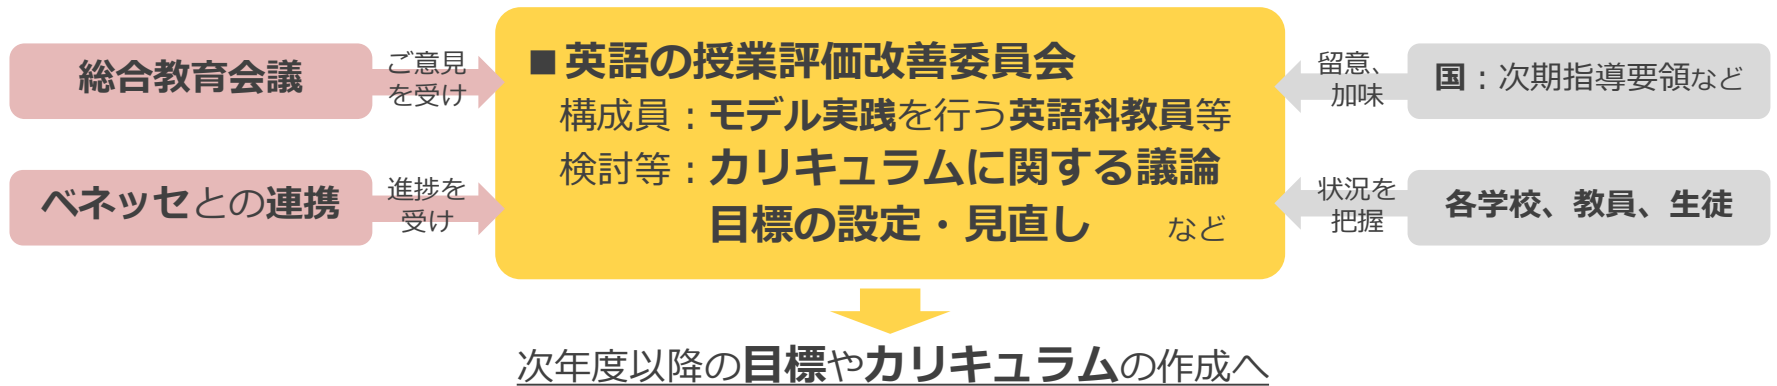 総合教育会議
ご意見
を受け
ベネッセとの連携
進捗を
受け
■英語の授業評価改善委員会
構成員：モデル実践を行う英語科教員等
検討等：カリキュラムに関する議論
目標の設定・見直し　など
留意、
加味
国：次期指導要領など
状況を
把握
各学校、教員、生徒
次年度以降の目標やカリキュラムの作成へ